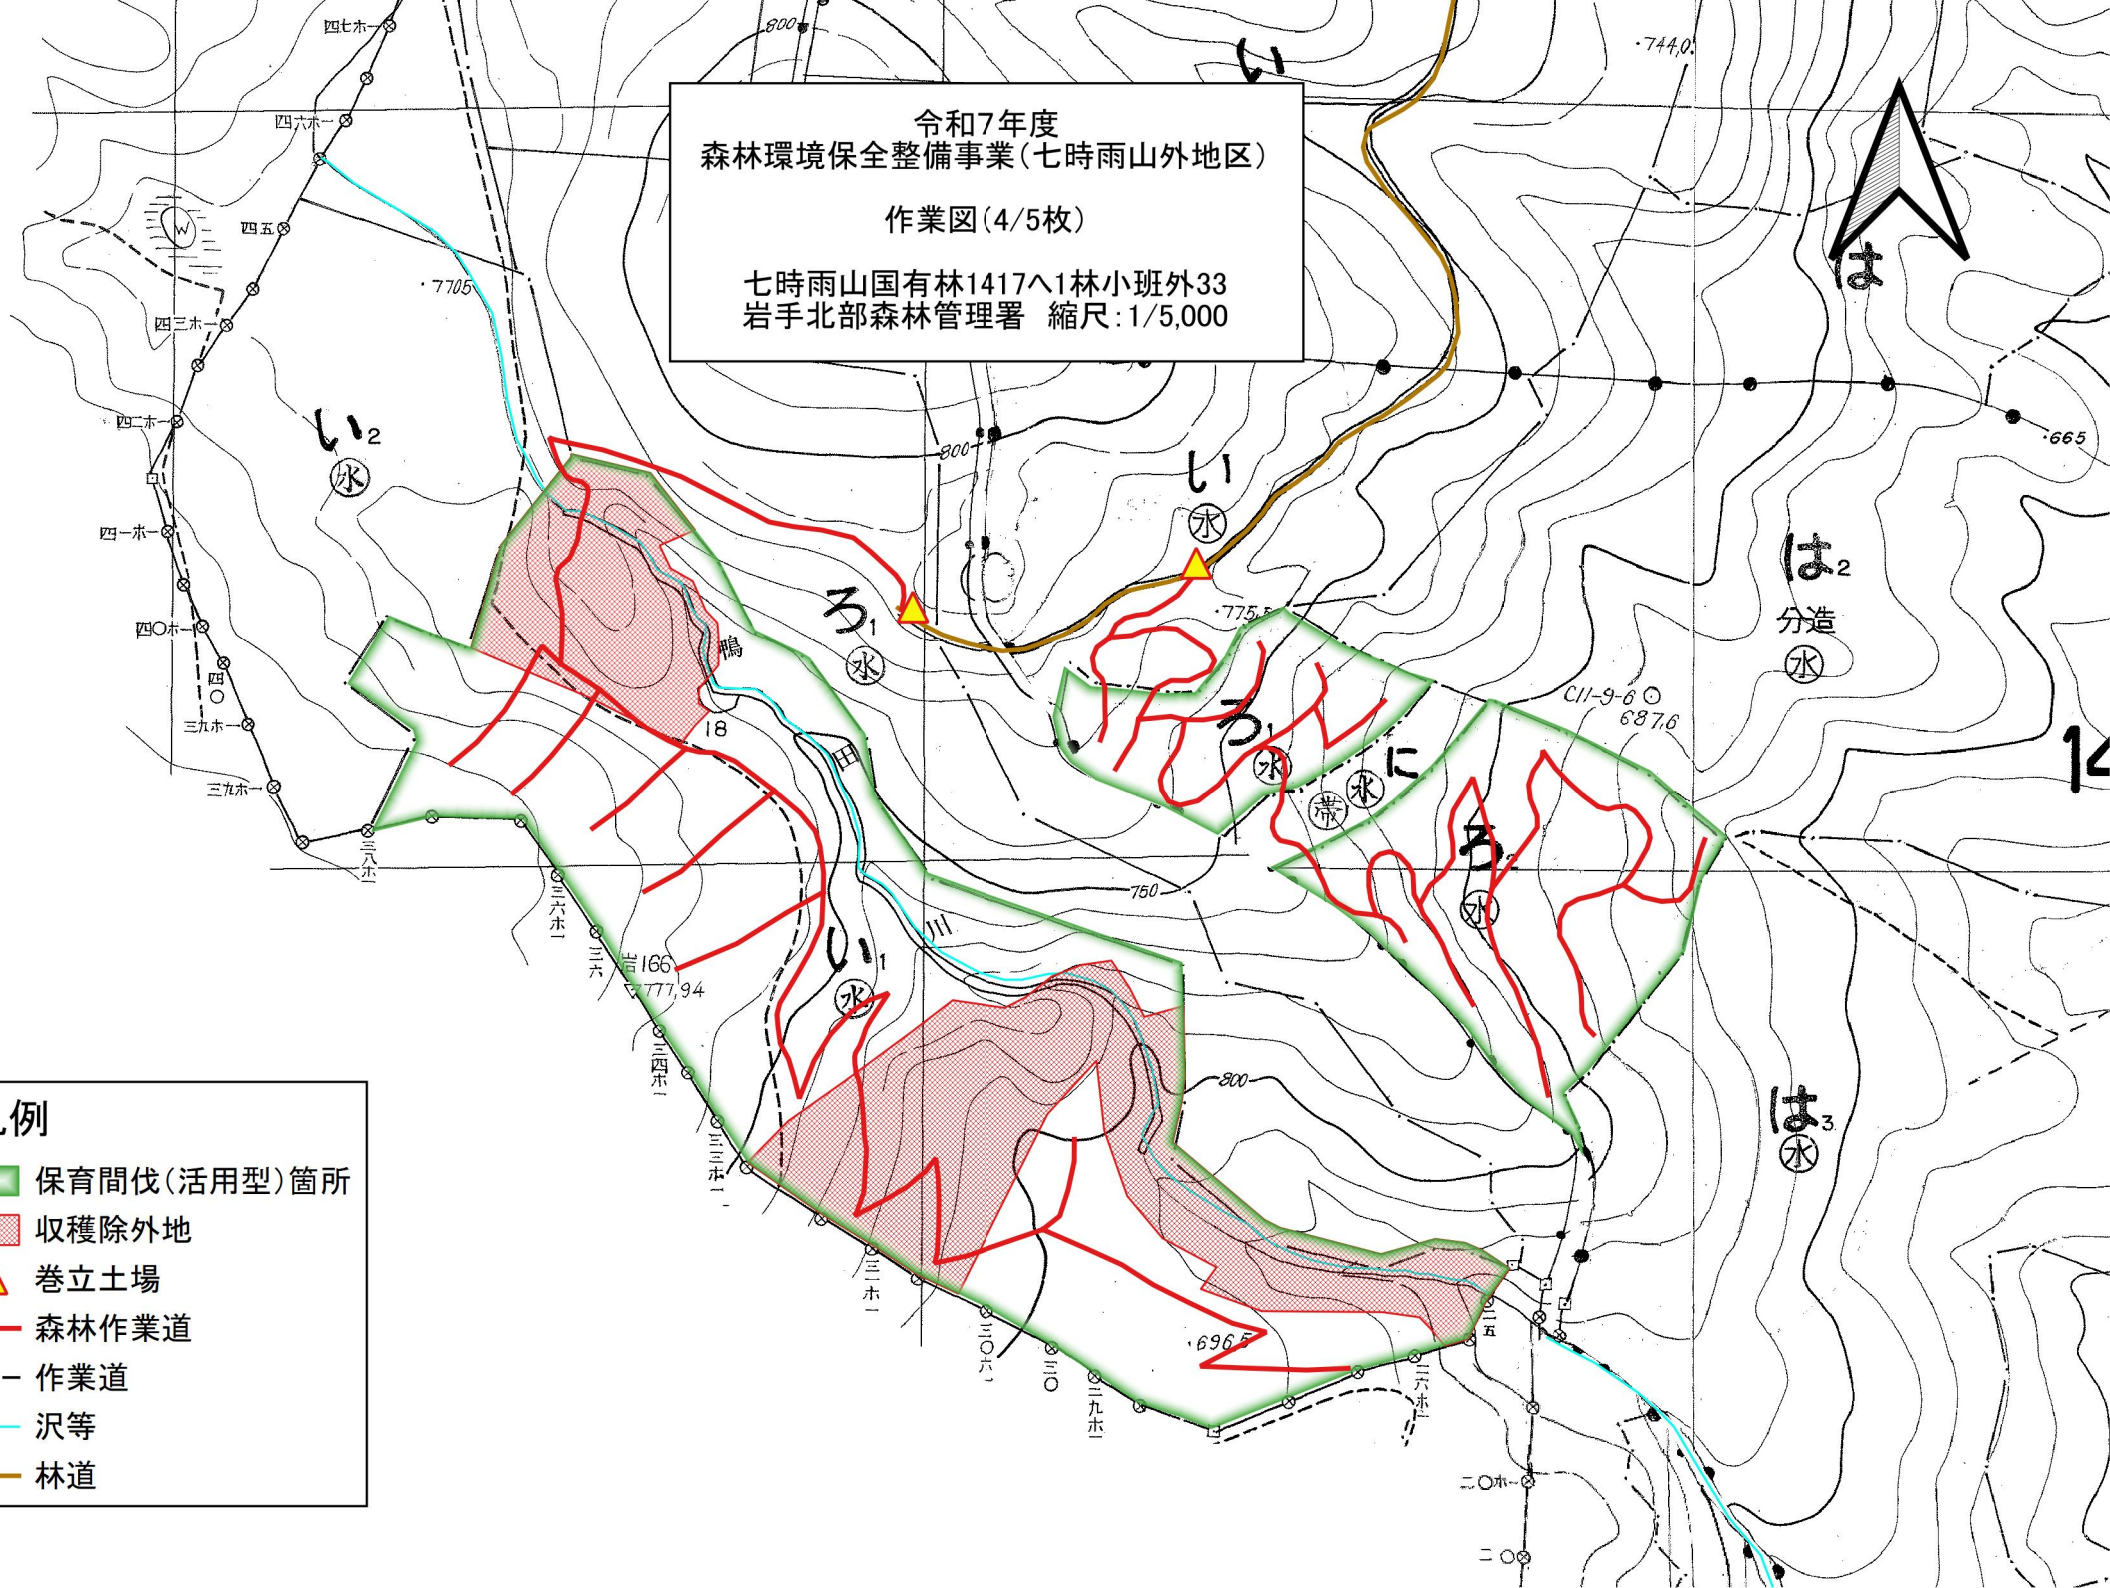 令和7年度
森林環境保全整備事業(七時雨山外地区)
作業図(4/5枚)
七時雨山国有林1417へ1林小班外33
岩手北部森林管理署 縮尺:1/5,000
四七ホ一
四六ホ一
四五
四三ホ一
四二ホ一
四一ホ一
四〇ホ一
四〇
三九ホ一
三九ホ一
三八ホ一
三六ホ一
三六
三四ホ一
三三ホ一
三一ホ一
三〇六
三〇
二九ホ一
二六ホ一
二五
二〇ホ一
二〇
W
800
・7705
い2
水
い
・744,0
は
・665
800
い
水
ろ1
水
・775,5
は2
分造
水
C11-9-6
687,6
鴨
18
田
川
ろ1
水
に
水
帯
ろ2
水
14
750
い1
水
岩166
777,94
800
は3
水
・696,5
例
保育間伐(活用型)箇所
収穫除外地
巻立土場
森林作業道
作業道
沢等
林道